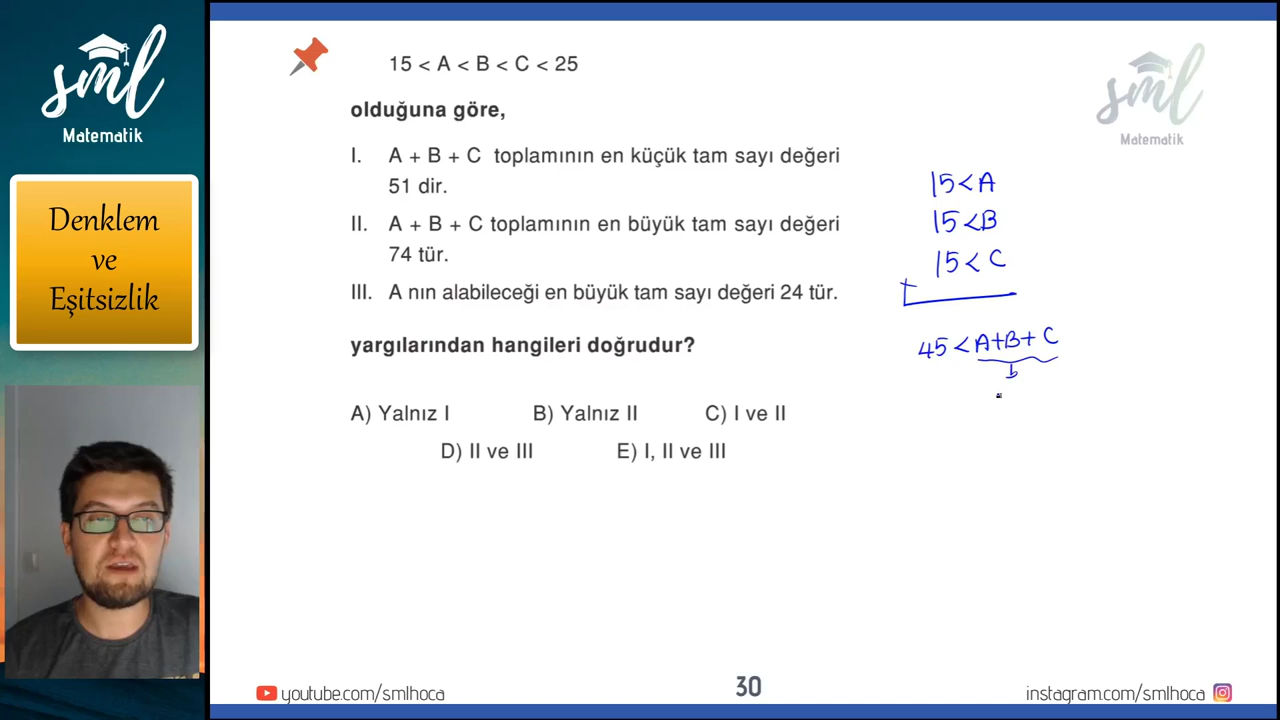 sml
Matematik
Denklem
ve
Eşitsizlik
15 < A < B < C < 25
olduğuna göre,
I. A + B + C toplamının en küçük tam sayı değeri
51 dir.
II. A + B + C toplamının en büyük tam sayı değeri
74 tür.
III. A nın alabileceği en büyük tam sayı değeri 24 tür.
yargılarından hangileri doğrudur?
A) Yalnız I B) Yalnız II C) I ve II
D) II ve III E) I, II ve III
sml
Matematik
15 < A
15 < B
15 < C
+
45 < A+B+C
youtube.com/smlhoca
30
instagram.com/smlhoca